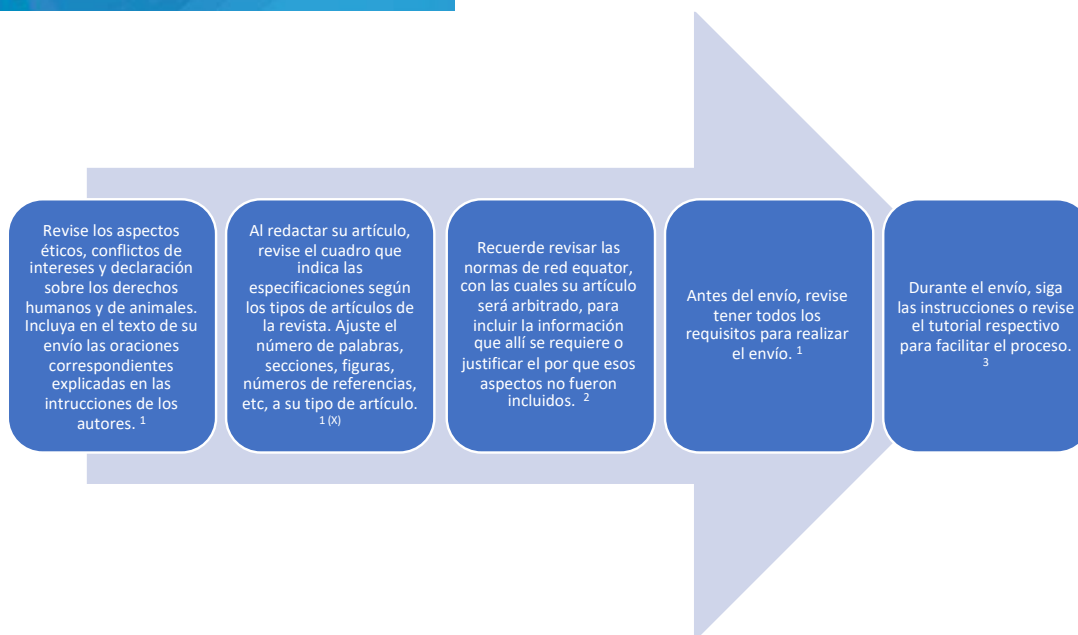 Revise los aspectos
éticos, conflictos de
intereses y declaración
sobre los derechos
humanos y de animales.
Incluya en el texto de su
envío las oraciones
correspondientes
explicadas en las
intrucciones de los
autores. 1
Al redactar su artículo,
revise el cuadro que
indica las
especificaciones según
los tipos de artículos de
la revista. Ajuste el
número de palabras,
secciones, figuras,
números de referencias,
etc, a su tipo de artículo.
1 (X)
Recuerde revisar las
normas de red equator,
con las cuales su artículo
será arbitrado, para
incluir la información
que allí se requiere o
justificar el por que esos
aspectos no fueron
incluidos. 2
Antes del envío, revise
tener todos los
requisitos para realizar
el envío. 1
Durante el envío, siga
las instrucciones o revise
el tutorial respectivo
para facilitar el proceso.
3